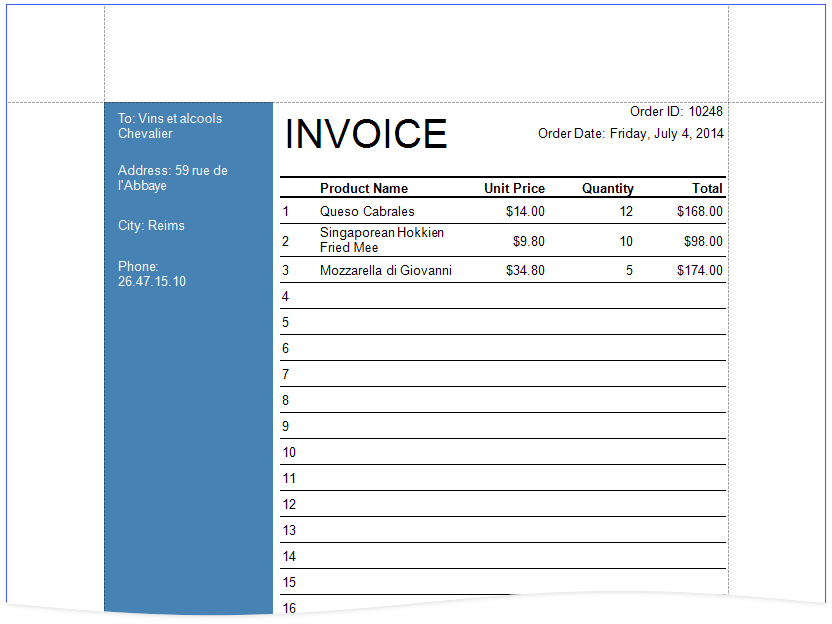 To: Vins et alcools
Chevalier
Address: 59 rue de
l'Abbaye
City: Reims
Phone:
26.47.15.10
INVOICE
Order ID: 10248
Order Date: Friday, July 4, 2014
Product Name Unit Price Quantity Total
1 Queso Cabrales $14.00 12 $168.00
2 Singaporean Hokkien
Fried Mee $9.80 10 $98.00
3 Mozzarella di Giovanni $34.80 5 $174.00
4
5
6
7
8
9
10
11
12
13
14
15
16